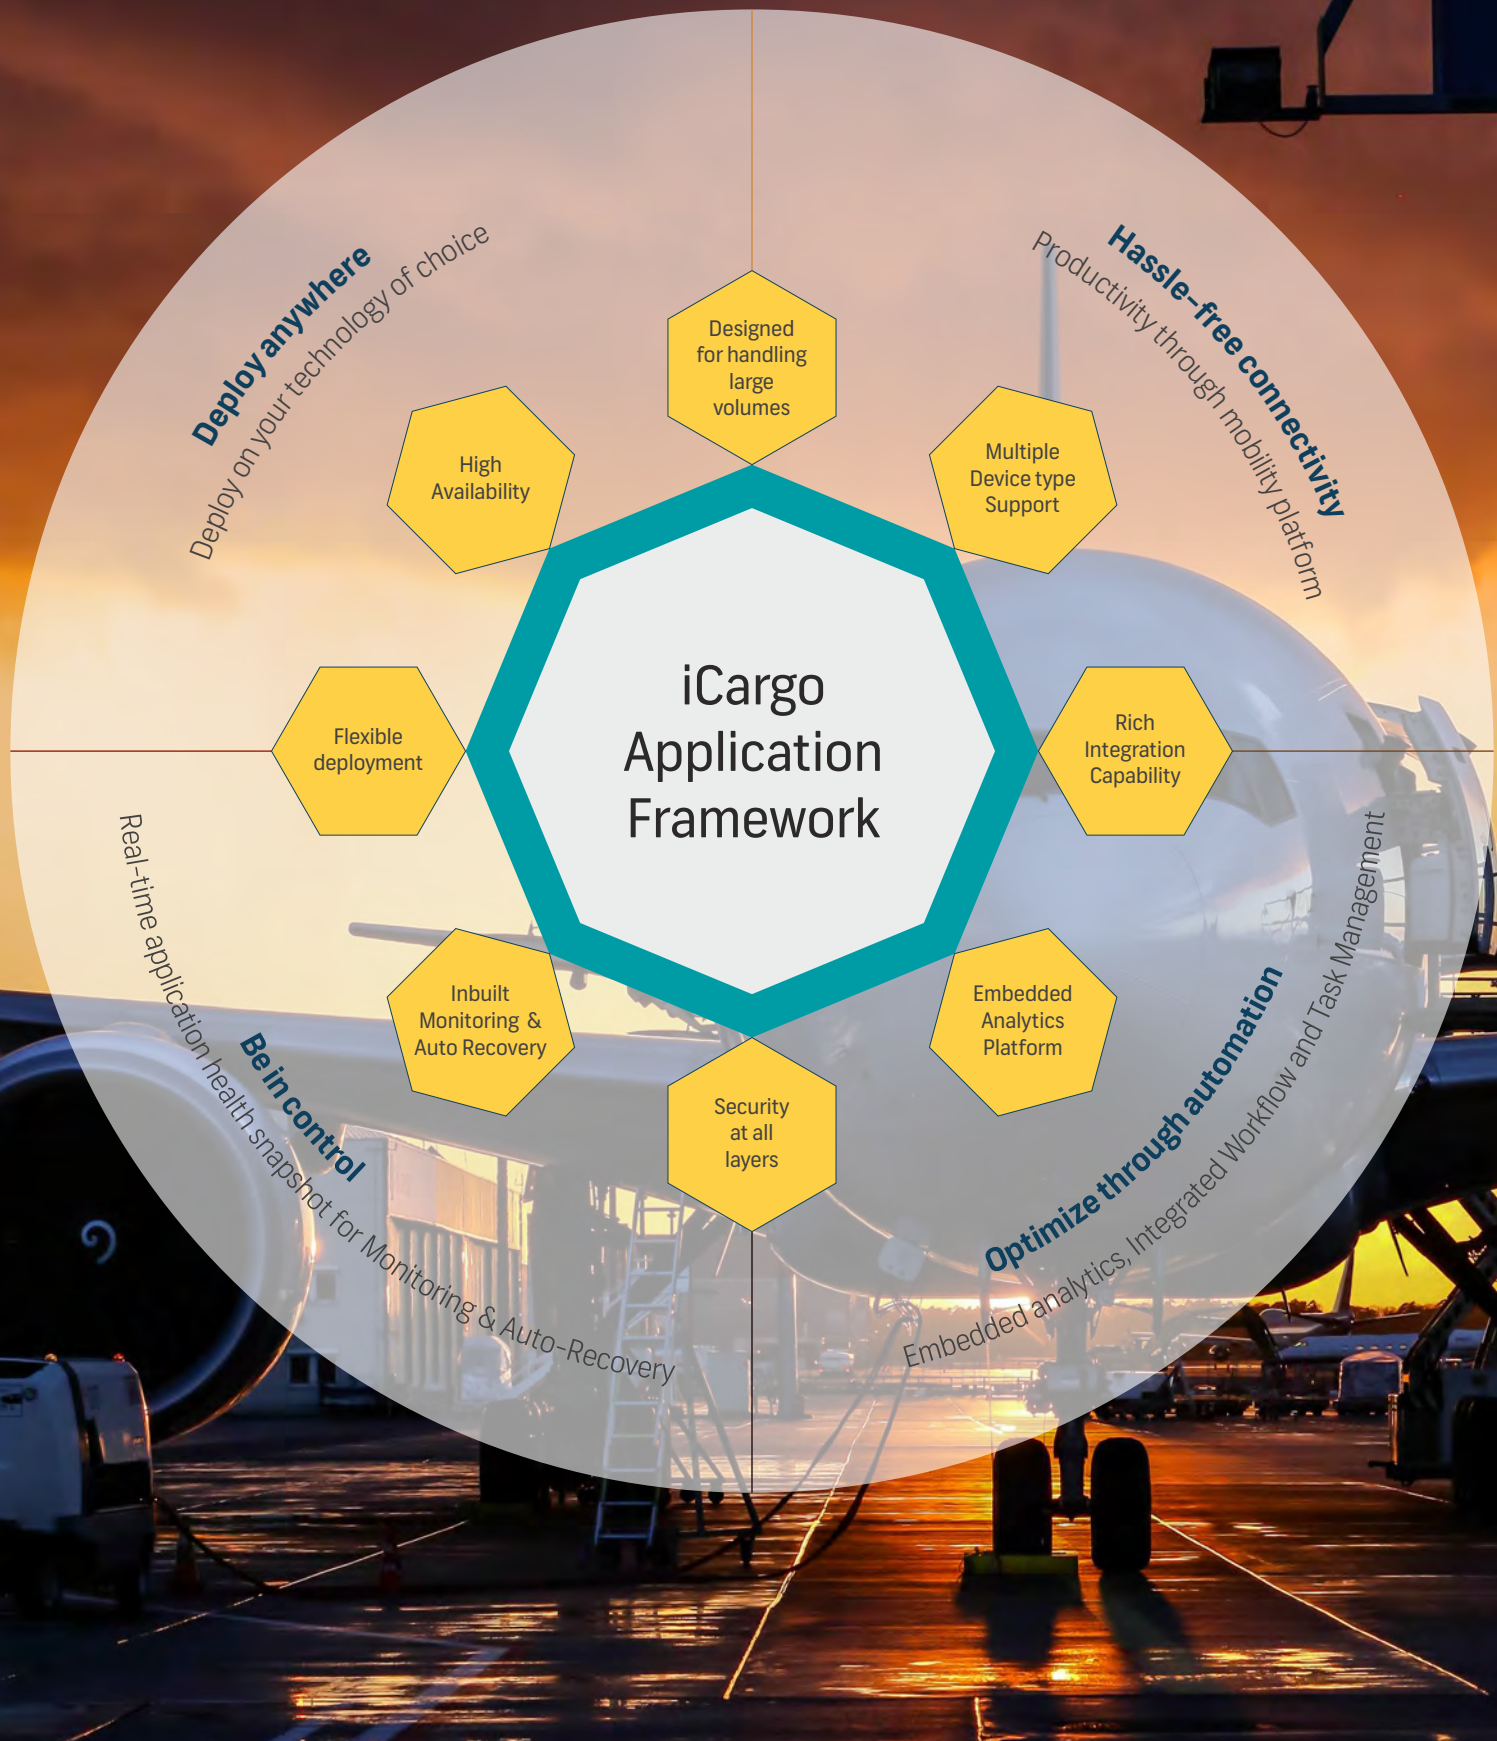 Deploy anywhere
Deploy on your technology of choice
Hassle-free connectivity
Productivity through mobility platform
Designed
for handling
large
volumes
High
Availability
Multiple
Device type
Support
iCargo
Application
Framework
Flexible
deployment
Rich
Integration
Capability
Inbuilt
Monitoring &
Auto Recovery
Embedded
Analytics
Platform
Security
at all
layers
Be in control
Real-time application health snapshot for Monitoring & Auto-Recovery
Optimize through automation
Embedded analytics, Integrated Workflow and Task Management